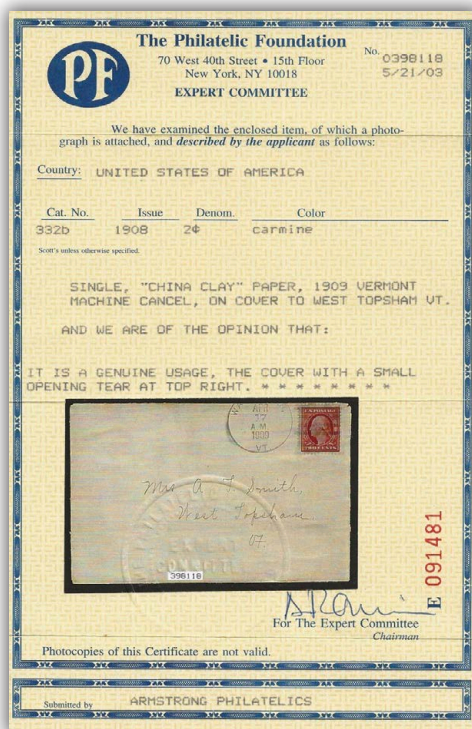 PF
The Philatelic Foundation
70 West 40th Street • 15th Floor
New York, NY 10018
EXPERT COMMITTEE
No. 0398118
5/21/03
We have examined the enclosed item, of which a photo-
graph is attached, and described by the applicant as follows:
Country: UNITED STATES OF AMERICA
Cat. No. Issue Denom. Color
332b 1908 2¢ carmine
Scott's unless otherwise specified.
SINGLE, "CHINA CLAY" PAPER, 1909 VERMONT
MACHINE CANCEL, ON COVER TO WEST TOPSHAM VT.
AND WE ARE OF THE OPINION THAT:
IT IS A GENUINE USAGE, THE COVER WITH A SMALL
OPENING TEAR AT TOP RIGHT. * * * * * * * *
APR
17
A.M.
1909
VT.
Mrs A. T. Smith,
West Topsham
Vt.
EXPERT
COMMITTEE
398118
E 091481
For The Expert Committee
Chairman
Photocopies of this Certificate are not valid.
Submitted by ARMSTRONG PHILATELICS